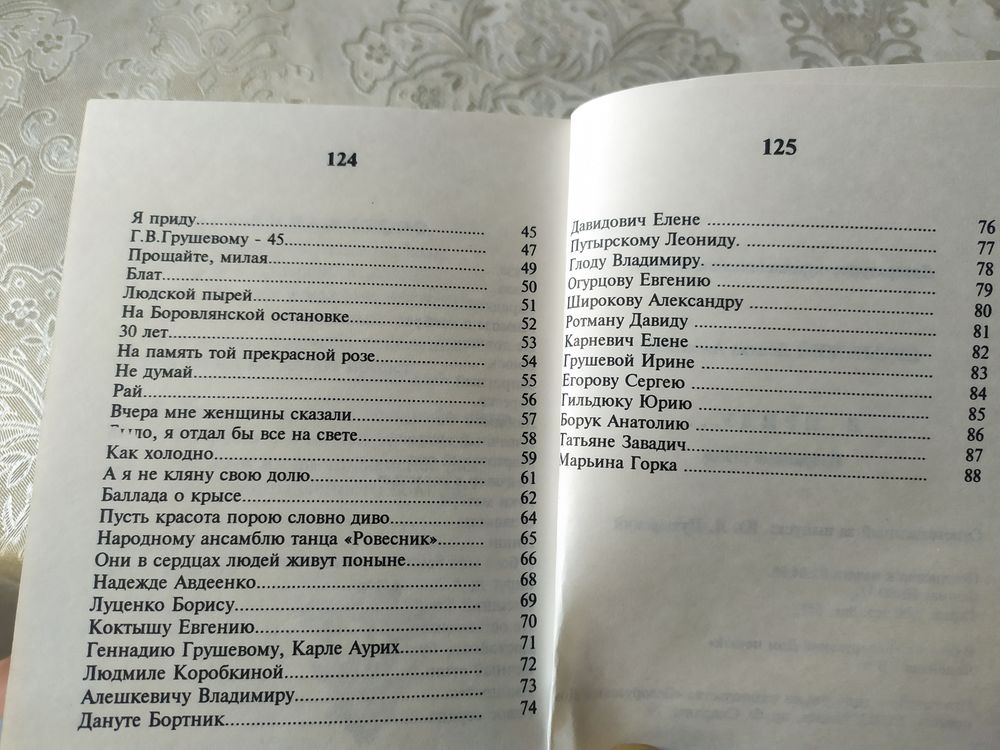 124
Я приду 45
Г.В.Грушевому - 45 47
Прощайте, милая 49
Блат 50
Людской пырей 51
На Боровлянской остановке 52
30 лет 53
На память той прекрасной розе 54
Не думай 55
Рай 56
Вчера мне женщины сказали 57
я отдал бы все на свете 58
Как холодно 59
А я не кляну свою долю 61
Баллада о крысе 62
Пусть красота порою словно диво 64
Народному ансамблю танца «Ровесник» 65
Они в сердцах людей живут поныне 66
Надежде Авдеенко 68
Луценко Борису 69
Коктышу Евгению 70
Геннадию Грушевому, Карле Аурих 71
Людмиле Коробкиной 72
Алешкевичу Владимиру 73
Дануте Бортник 74
125
Давидович Елене 76
Путырскому Леониду. 77
Глоду Владимиру. 78
Огурцову Евгению 79
Широкову Александру 80
Ротману Давиду 81
Карневич Елене 82
Грушевой Ирине 83
Егорову Сергею 84
Гильдюку Юрию 85
Борук Анатолию 86
Татьяне Завадич 87
Марьина Горка 88